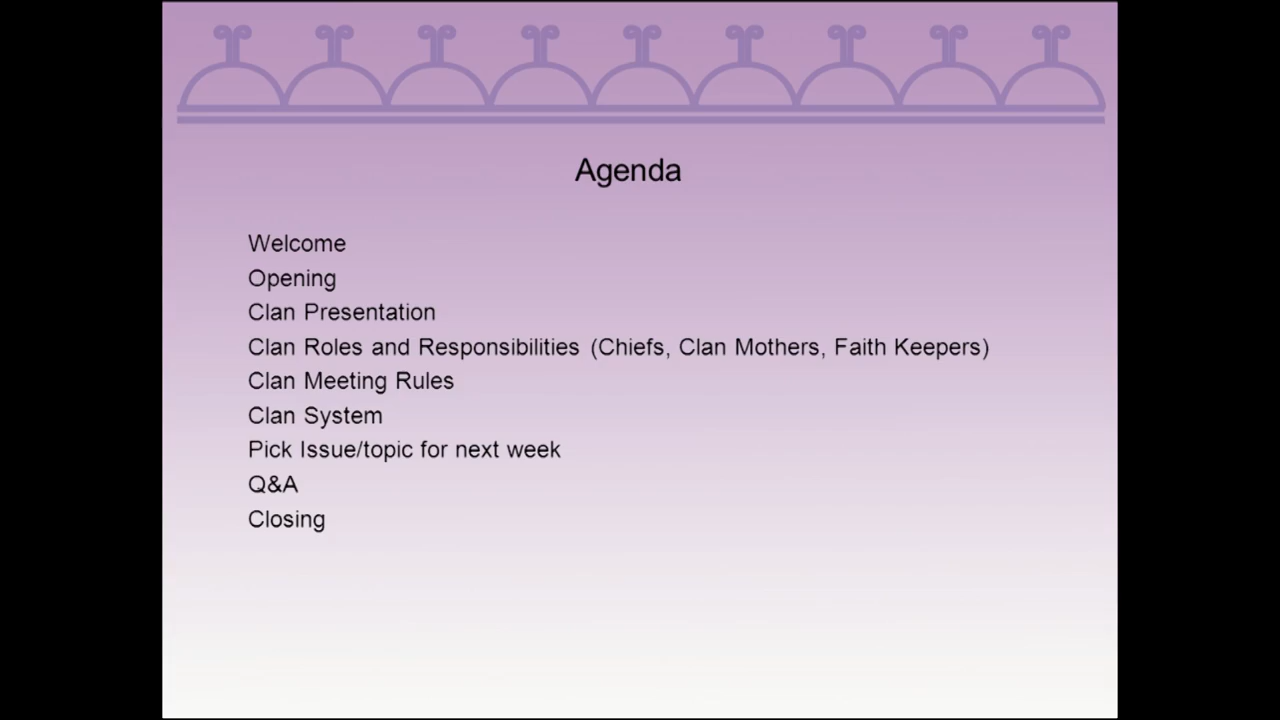 Agenda
Welcome
Opening
Clan Presentation
Clan Roles and Responsibilities (Chiefs, Clan Mothers, Faith Keepers)
Clan Meeting Rules
Clan System
Pick Issue/topic for next week
Q&A
Closing